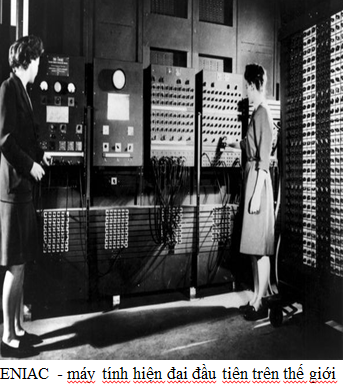 ENIAC - máy tính hiện đại đầu tiên trên thế giới